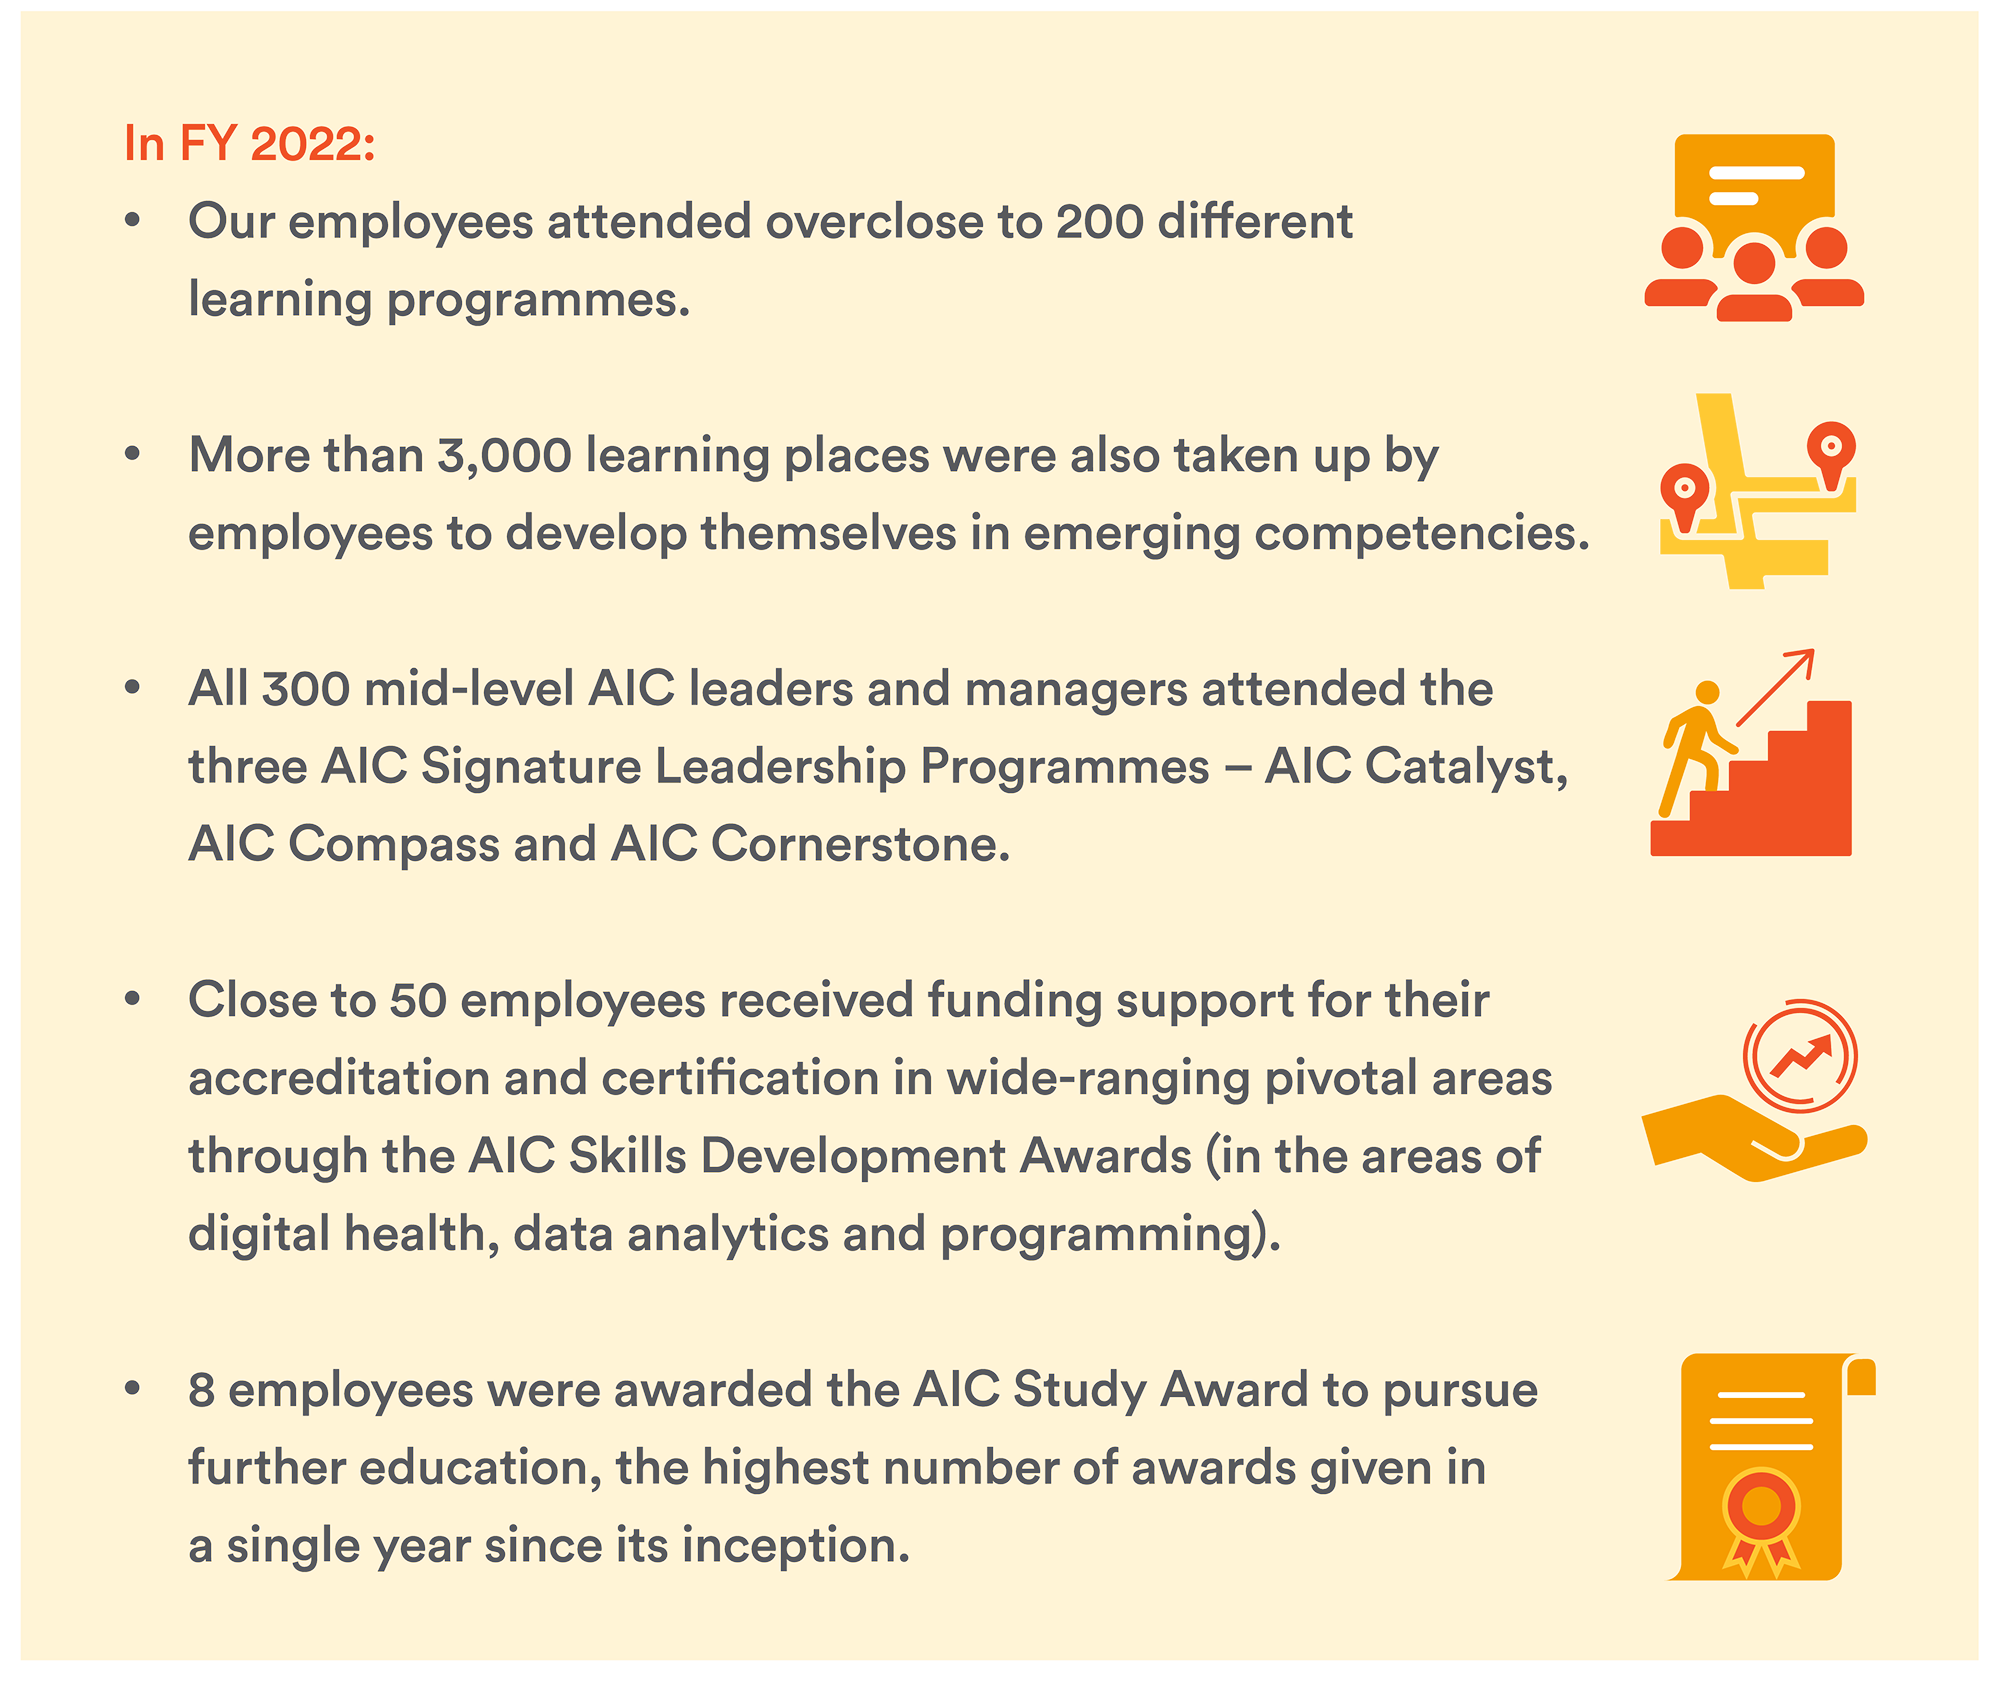 In FY 2022:
• Our employees attended overclose to 200 different
learning programmes.
• More than 3,000 learning places were also taken up by
employees to develop themselves in emerging competencies.
• All 300 mid-level AIC leaders and managers attended the
three AIC Signature Leadership Programmes – AIC Catalyst,
AIC Compass and AIC Cornerstone.
• Close to 50 employees received funding support for their
accreditation and certification in wide-ranging pivotal areas
through the AIC Skills Development Awards (in the areas of
digital health, data analytics and programming).
• 8 employees were awarded the AIC Study Award to pursue
further education, the highest number of awards given in
a single year since its inception.